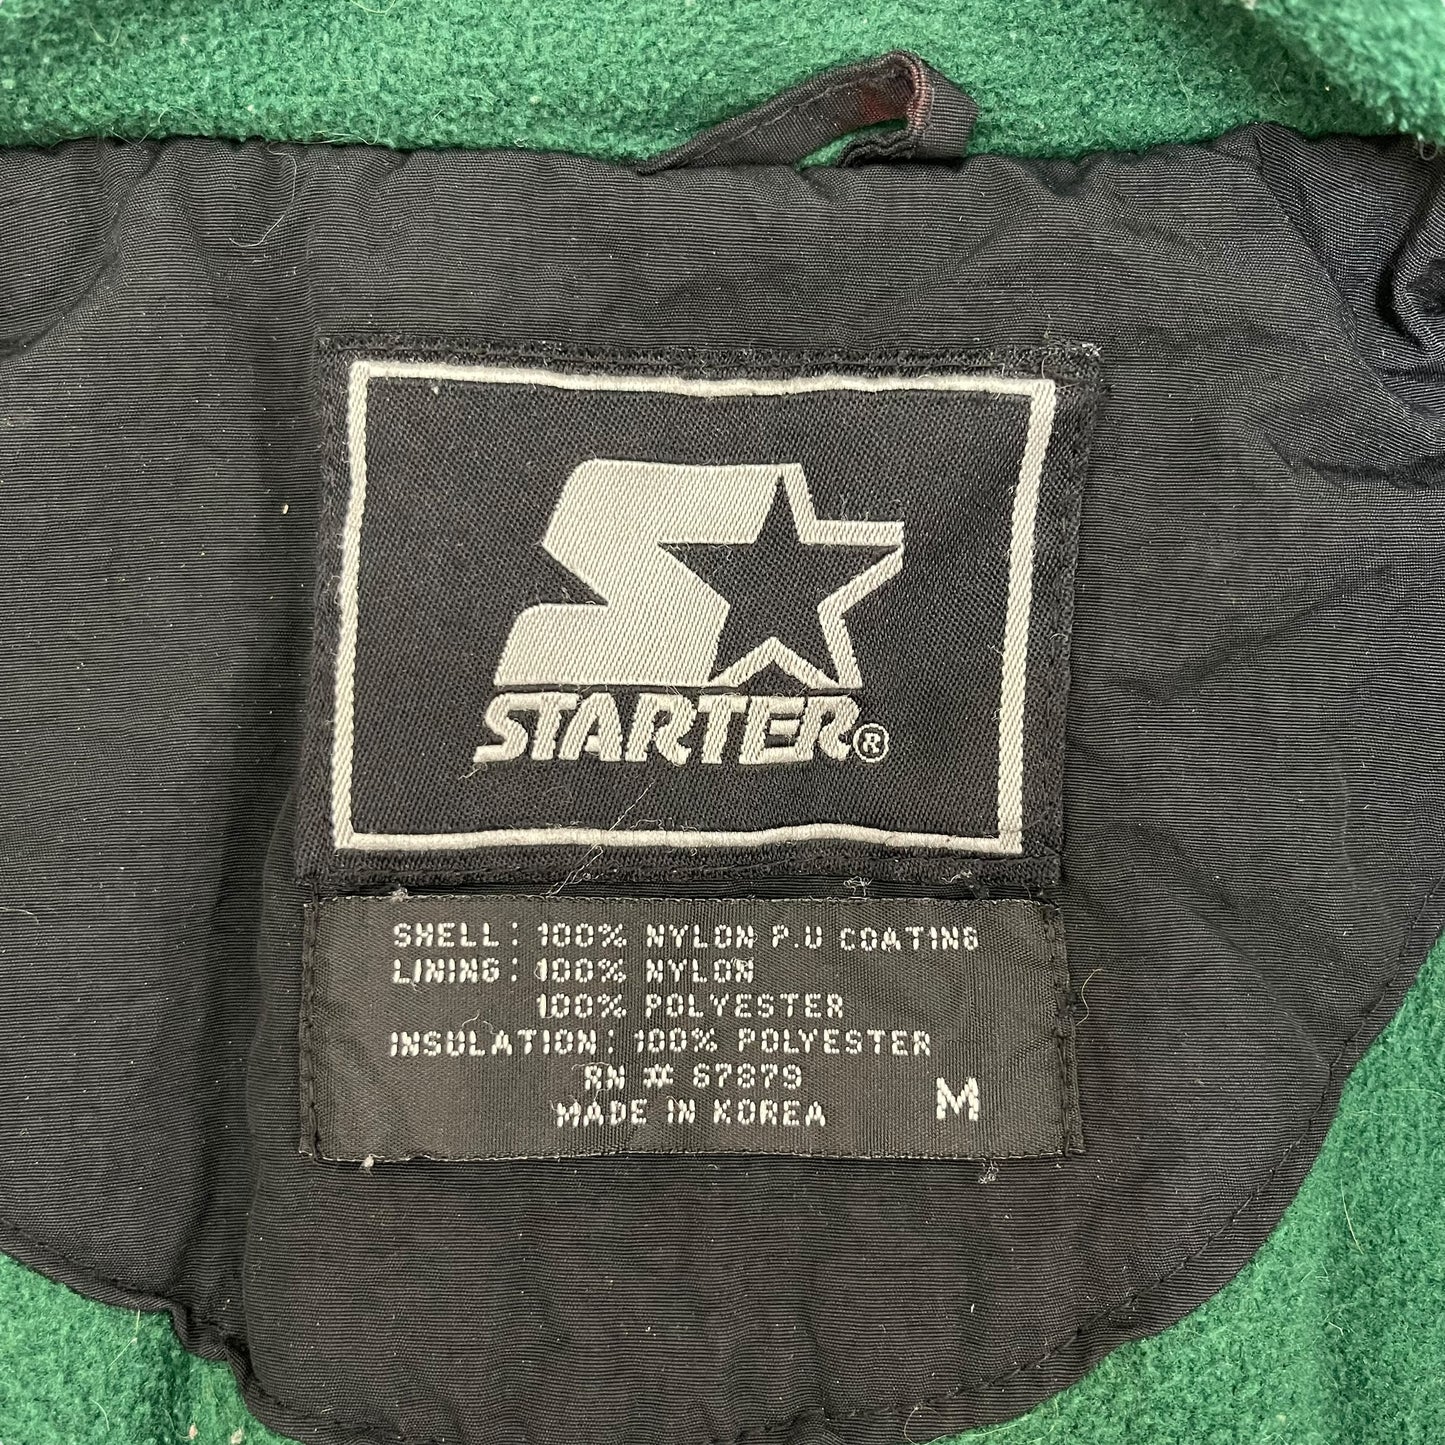 STARTER®
SHELL: 100% NYLON P.U COATING
LINING: 100% NYLON
100% POLYESTER
INSULATION: 100% POLYESTER
RN # 67879
MADE IN KOREA
M